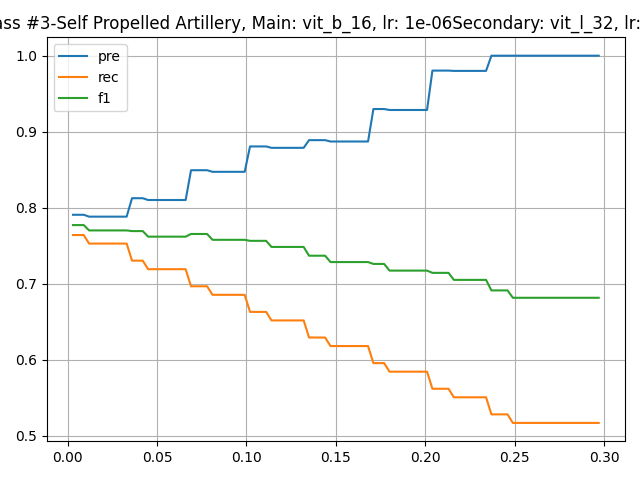 ass #3-Self Propelled Artillery, Main: vit_b_16, lr: 1e-06Secondary: vit_l_32, lr:
pre
rec
f1
1.0
0.9
0.8
0.7
0.6
0.5
0.00 0.05 0.10 0.15 0.20 0.25 0.30